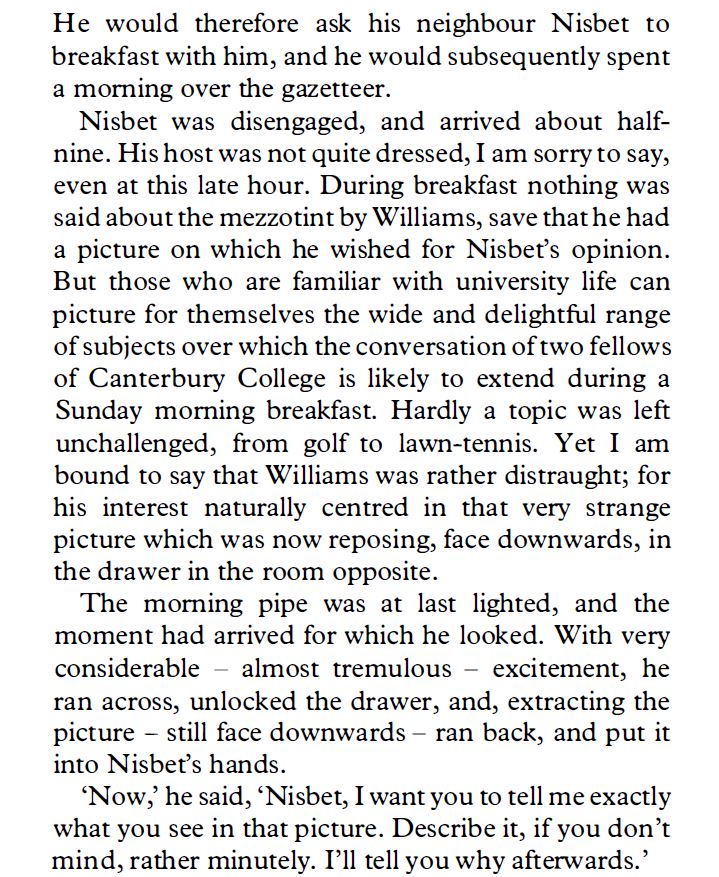 He would therefore ask his neighbour Nisbet to
breakfast with him, and he would subsequently spent
a morning over the gazetteer.
Nisbet was disengaged, and arrived about half-
nine. His host was not quite dressed, I am sorry to say,
even at this late hour. During breakfast nothing was
said about the mezzotint by Williams, save that he had
a picture on which he wished for Nisbet’s opinion.
But those who are familiar with university life can
picture for themselves the wide and delightful range
of subjects over which the conversation of two fellows
of Canterbury College is likely to extend during a
Sunday morning breakfast. Hardly a topic was left
unchallenged, from golf to lawn-tennis. Yet I am
bound to say that Williams was rather distraught; for
his interest naturally centred in that very strange
picture which was now reposing, face downwards, in
the drawer in the room opposite.
The morning pipe was at last lighted, and the
moment had arrived for which he looked. With very
considerable – almost tremulous – excitement, he
ran across, unlocked the drawer, and, extracting the
picture – still face downwards – ran back, and put it
into Nisbet’s hands.
‘Now,’ he said, ‘Nisbet, I want you to tell me exactly
what you see in that picture. Describe it, if you don’t
mind, rather minutely. I’ll tell you why afterwards.’